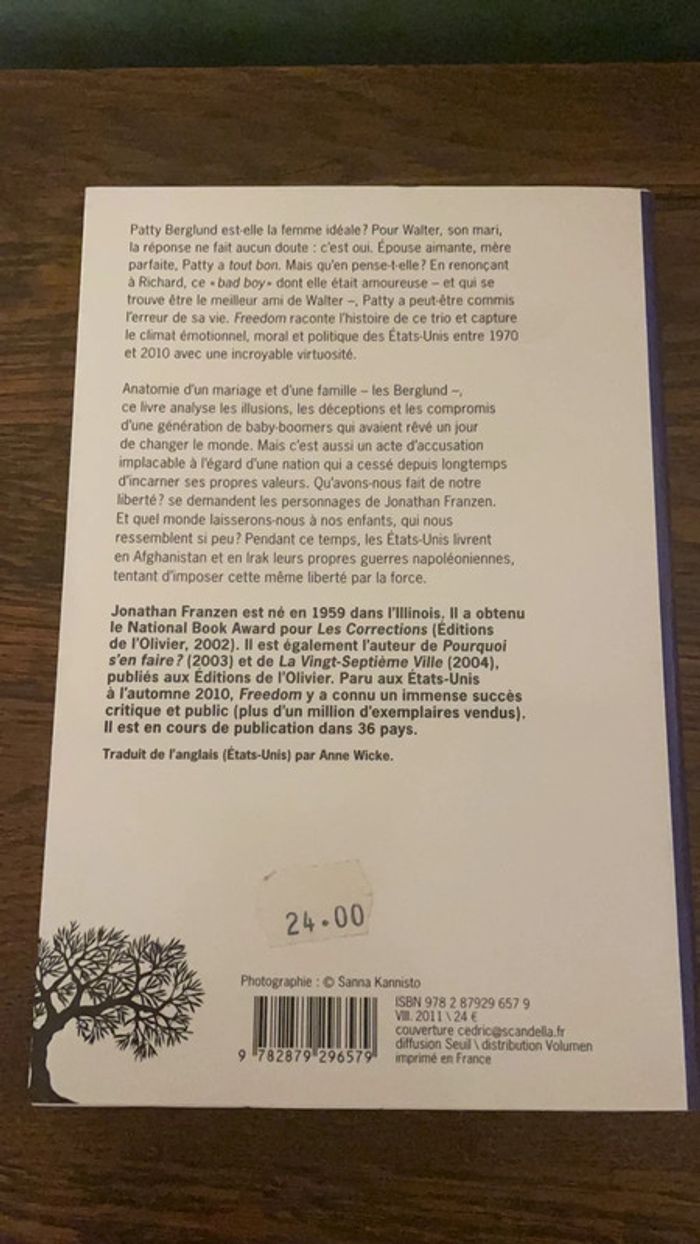 Patty Berglund est-elle la femme idéale? Pour Walter, son mari,
la réponse ne fait aucun doute : c'est oui. Épouse aimante, mère
parfaite, Patty a tout bon. Mais qu'en pense-t-elle? En renonçant
à Richard, ce «bad boy» dont elle était amoureuse – et qui se
trouve être le meilleur ami de Walter –, Patty a peut-être commis
l'erreur de sa vie. Freedom raconte l'histoire de ce trio et capture
le climat émotionnel, moral et politique des États-Unis entre 1970
et 2010 avec une incroyable virtuosité.
Anatomie d'un mariage et d'une famille – les Berglund –,
ce livre analyse les illusions, les déceptions et les compromis
d'une génération de baby-boomers qui avaient rêvé un jour
de changer le monde. Mais c'est aussi un acte d'accusation
implacable à l'égard d'une nation qui a cessé depuis longtemps
d'incarner ses propres valeurs. Qu'avons-nous fait de notre
liberté? se demandent les personnages de Jonathan Franzen.
Et quel monde laisserons-nous à nos enfants, qui nous
ressemblent si peu? Pendant ce temps, les États-Unis livrent
en Afghanistan et en Irak leurs propres guerres napoléoniennes,
tentant d'imposer cette même liberté par la force.
Jonathan Franzen est né en 1959 dans l'Illinois. Il a obtenu
le National Book Award pour Les Corrections (Éditions
de l'Olivier, 2002). Il est également l'auteur de Pourquoi
s'en faire? (2003) et de La Vingt-Septième Ville (2004),
publiés aux Éditions de l'Olivier. Paru aux États-Unis
à l'automne 2010, Freedom y a connu un immense succès
critique et public (plus d'un million d'exemplaires vendus).
Il est en cours de publication dans 36 pays.
Traduit de l'anglais (États-Unis) par Anne Wicke.
24.00
Photographie : © Sanna Kannisto
ISBN 978 2 87929 657 9
VIII. 2011 \ 24 €
couverture cedric@scandella.fr
diffusion Seuil \ distribution Volumen
imprimé en France
9 782879 296579